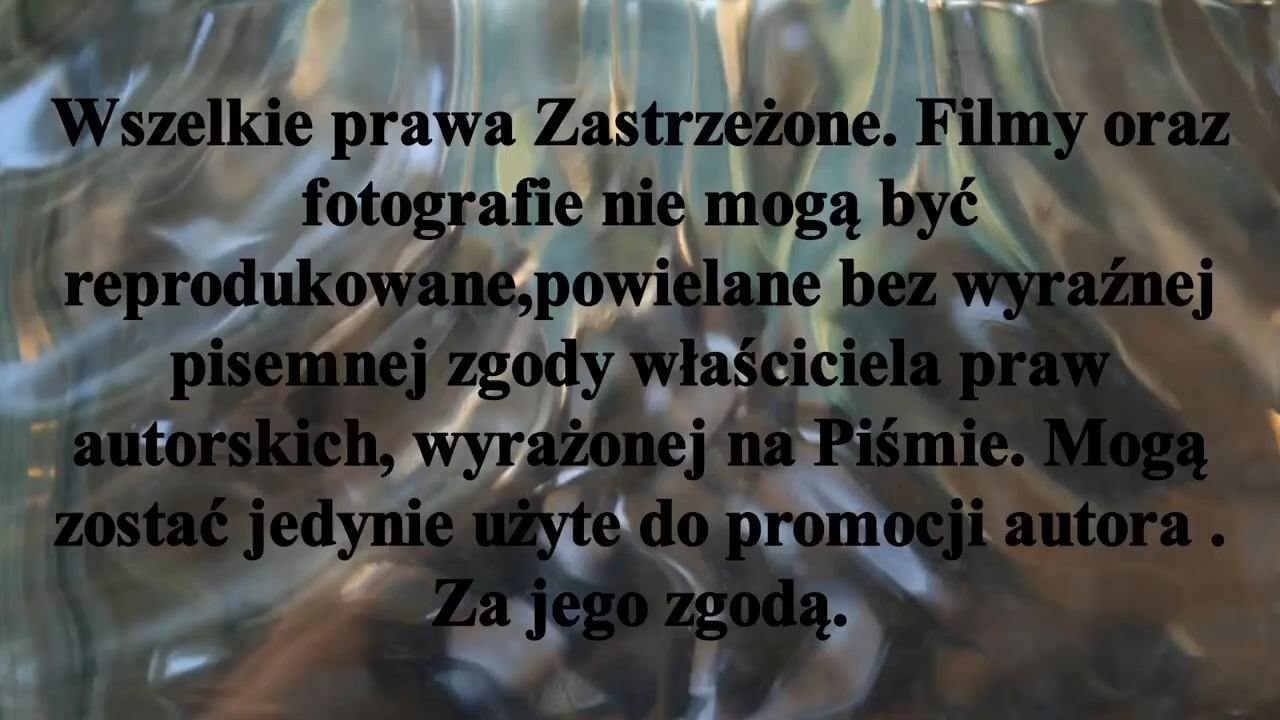 Wszelkie prawa Zastrzeżone. Filmy oraz
fotografie nie mogą być
reprodukowane,powielane bez wyraźnej
pisemnej zgody właściciela praw
autorskich, wyrażonej na Piśmie. Mogą
zostać jedynie użyte do promocji autora .
Za jego zgodą.